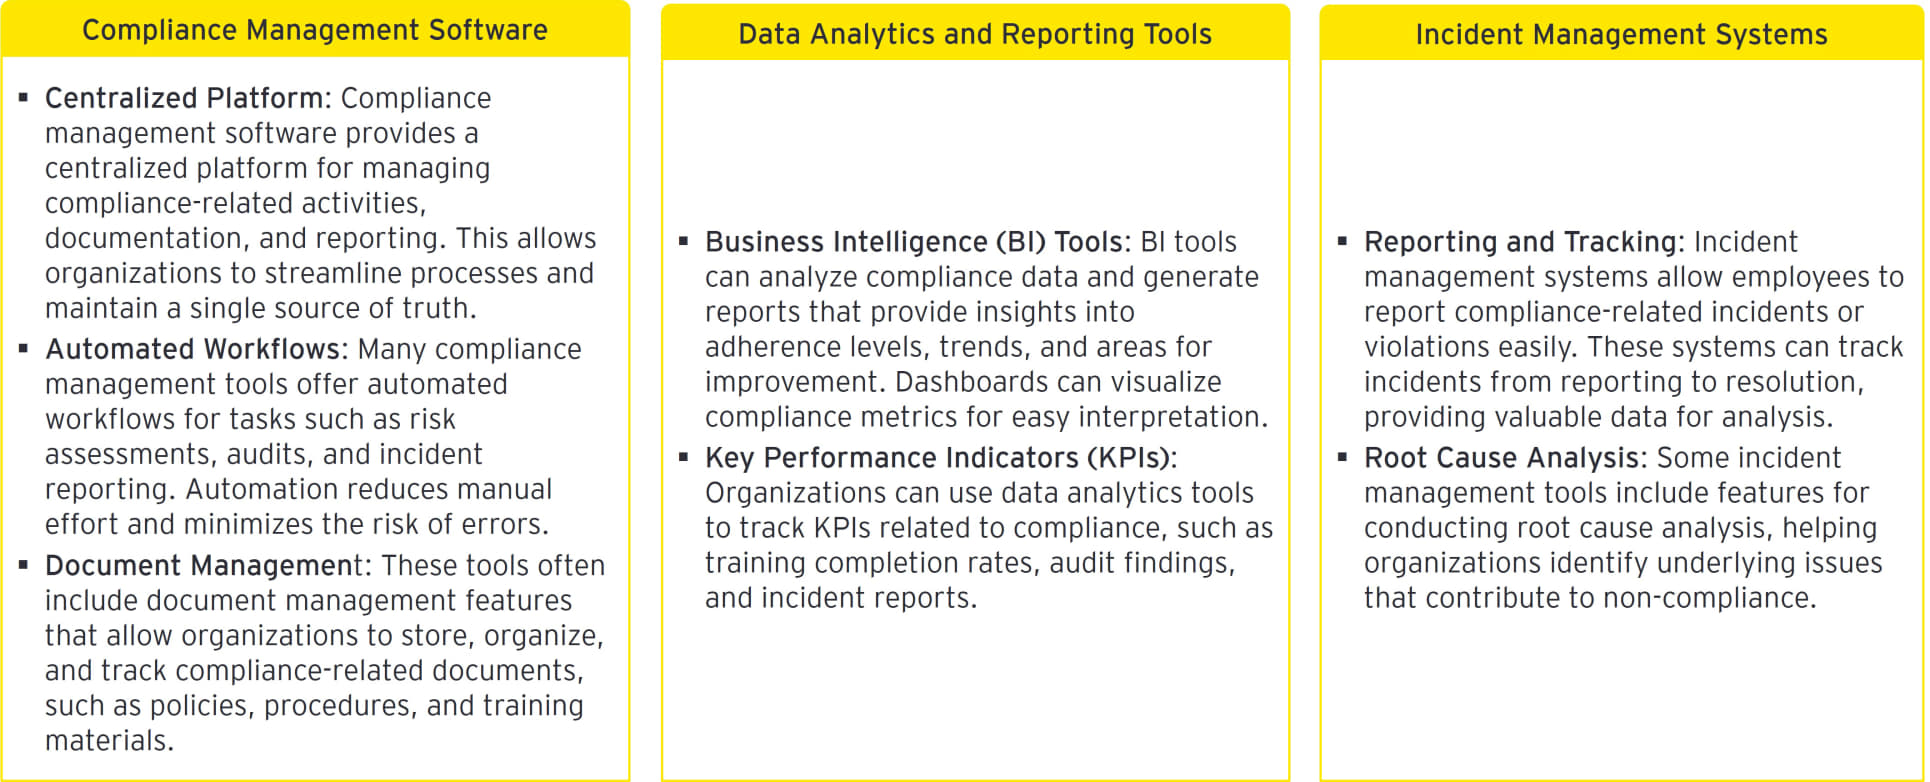 Compliance Management Software
▪ Centralized Platform: Compliance
management software provides a
centralized platform for managing
compliance-related activities,
documentation, and reporting. This allows
organizations to streamline processes and
maintain a single source of truth.
▪ Automated Workflows: Many compliance
management tools offer automated
workflows for tasks such as risk
assessments, audits, and incident
reporting. Automation reduces manual
effort and minimizes the risk of errors.
▪ Document Management: These tools often
include document management features
that allow organizations to store, organize,
and track compliance-related documents,
such as policies, procedures, and training
materials.
Data Analytics and Reporting Tools
▪ Business Intelligence (BI) Tools: BI tools
can analyze compliance data and generate
reports that provide insights into
adherence levels, trends, and areas for
improvement. Dashboards can visualize
compliance metrics for easy interpretation.
▪ Key Performance Indicators (KPIs):
Organizations can use data analytics tools
to track KPIs related to compliance, such as
training completion rates, audit findings,
and incident reports.
Incident Management Systems
▪ Reporting and Tracking: Incident
management systems allow employees to
report compliance-related incidents or
violations easily. These systems can track
incidents from reporting to resolution,
providing valuable data for analysis.
▪ Root Cause Analysis: Some incident
management tools include features for
conducting root cause analysis, helping
organizations identify underlying issues
that contribute to non-compliance.